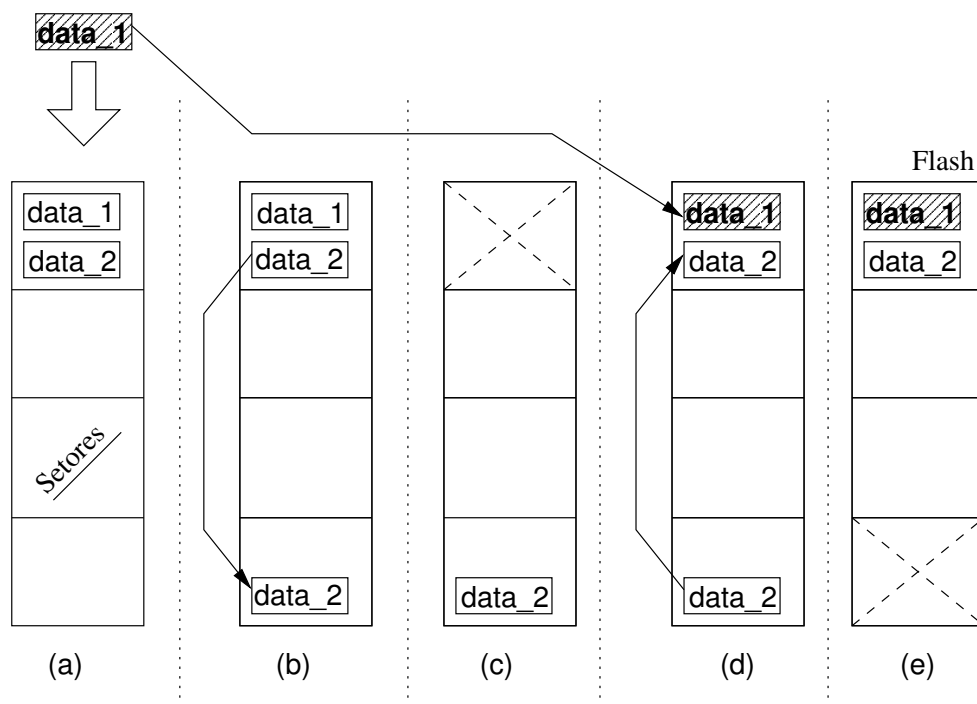 data_1
Flash
data_1
data_2
Setores
(a)
data_1
data_2
data_2
(b)
data_2
(c)
data_1
data_2
data_2
(d)
data_1
data_2
(e)